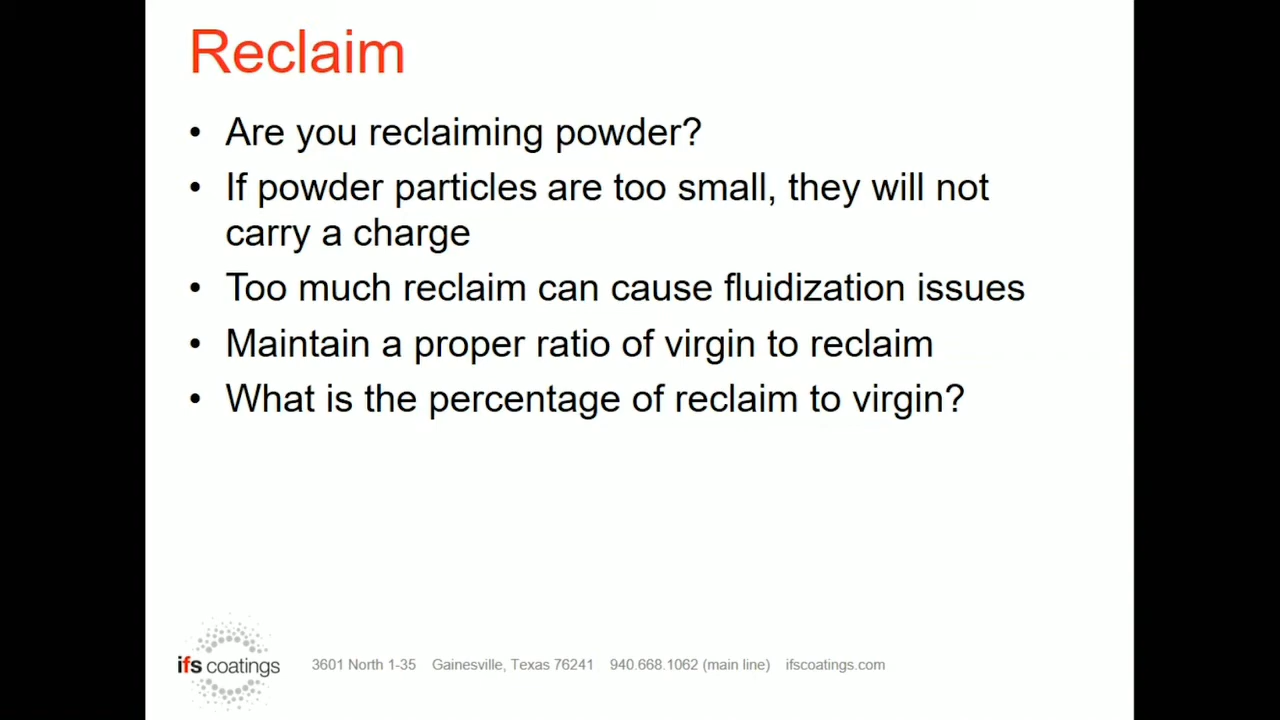 Reclaim
• Are you reclaiming powder?
• If powder particles are too small, they will not
carry a charge
• Too much reclaim can cause fluidization issues
• Maintain a proper ratio of virgin to reclaim
• What is the percentage of reclaim to virgin?
ifs coatings 3601 North 1-35 Gainesville, Texas 76241 940.668.1062 (main line) ifscoatings.com